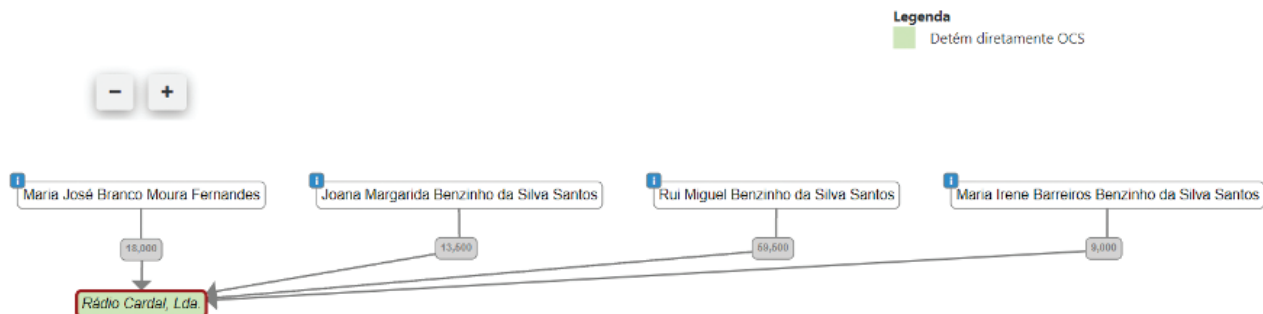 Legenda
Detém diretamente OCS
− +
i Maria José Branco Moura Fernandes
i Joana Margarida Benzinho da Silva Santos
i Rui Miguel Benzinho da Silva Santos
i Maria Irene Barreiros Benzinho da Silva Santos
18,000
13,500
59,500
9,000
Rádio Cardal, Lda.